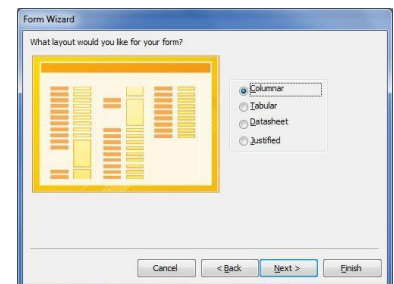 Form Wizard
What layout would you like for your form?
Columnar
Tabular
Datasheet
Justified
Cancel
< Back
Next >
Finish